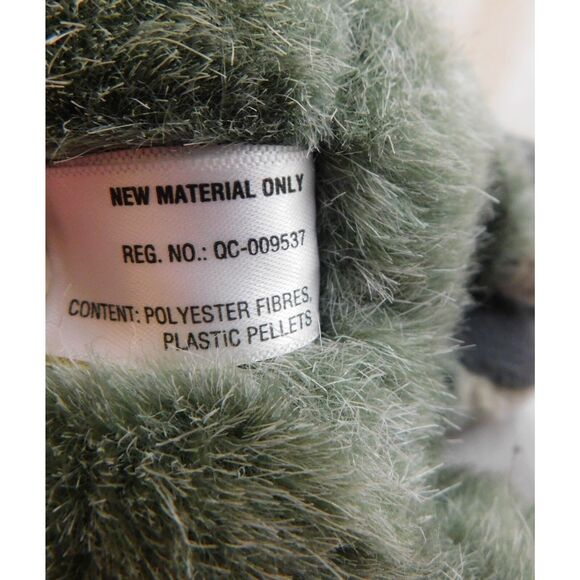 NEW MATERIAL ONLY
REG. NO.: QC-009537
CONTENT: POLYESTER FIBRES,
PLASTIC PELLETS